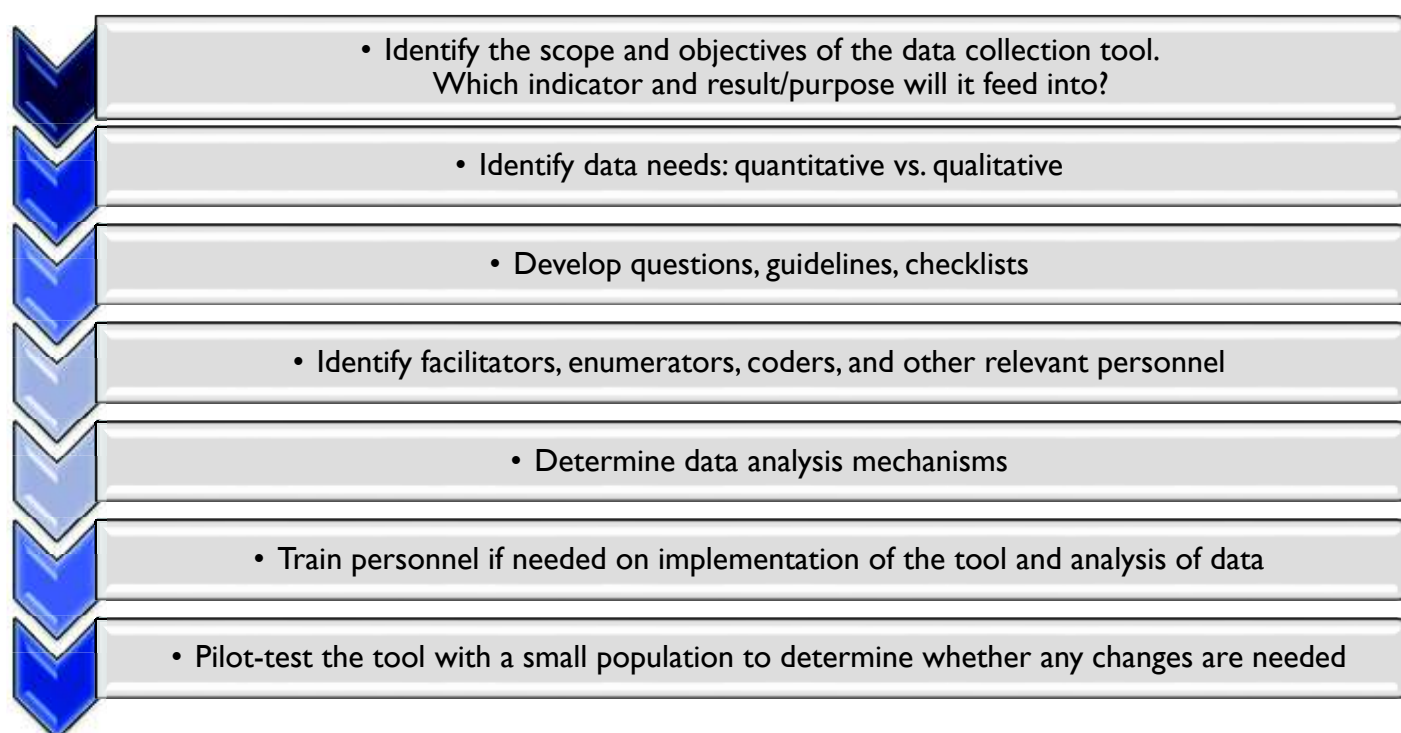 • Identify the scope and objectives of the data collection tool.
Which indicator and result/purpose will it feed into?
• Identify data needs: quantitative vs. qualitative
• Develop questions, guidelines, checklists
• Identify facilitators, enumerators, coders, and other relevant personnel
• Determine data analysis mechanisms
• Train personnel if needed on implementation of the tool and analysis of data
• Pilot-test the tool with a small population to determine whether any changes are needed